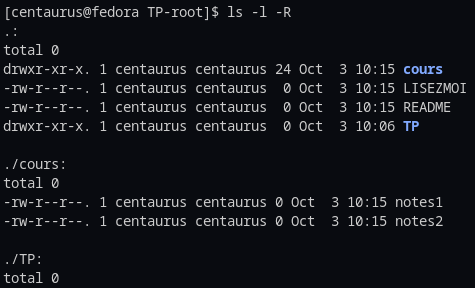 [centaurus@fedora TP-root]$ ls -l -R
.:
total 0
drwxr-xr-x. 1 centaurus centaurus 24 Oct  3 10:15 cours
-rw-r--r--. 1 centaurus centaurus  0 Oct  3 10:15 LISEZMOI
-rw-r--r--. 1 centaurus centaurus  0 Oct  3 10:15 README
drwxr-xr-x. 1 centaurus centaurus  0 Oct  3 10:06 TP

./cours:
total 0
-rw-r--r--. 1 centaurus centaurus 0 Oct  3 10:15 notes1
-rw-r--r--. 1 centaurus centaurus 0 Oct  3 10:15 notes2

./TP:
total 0